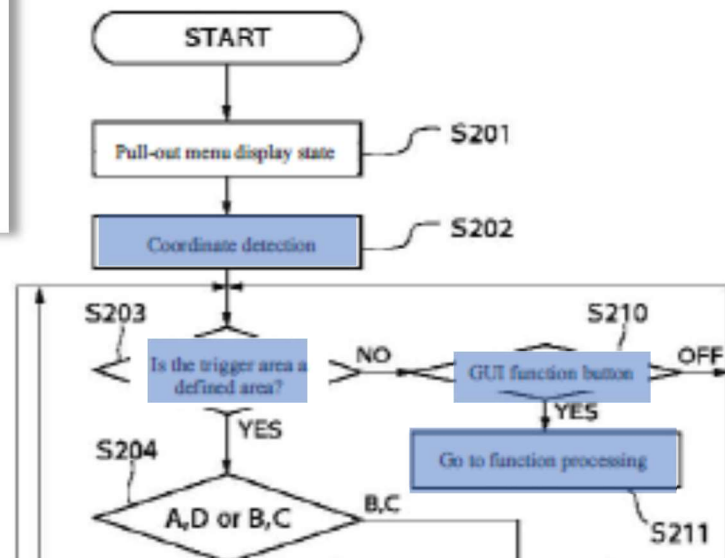 START
Pull-out menu display state
S201
Coordinate detection
S202
S203
S210
Is the trigger area a
defined area?
NO
GUI function button
OFF
YES
YES
S204
Go to function processing
A,D or B,C
B,C
S211